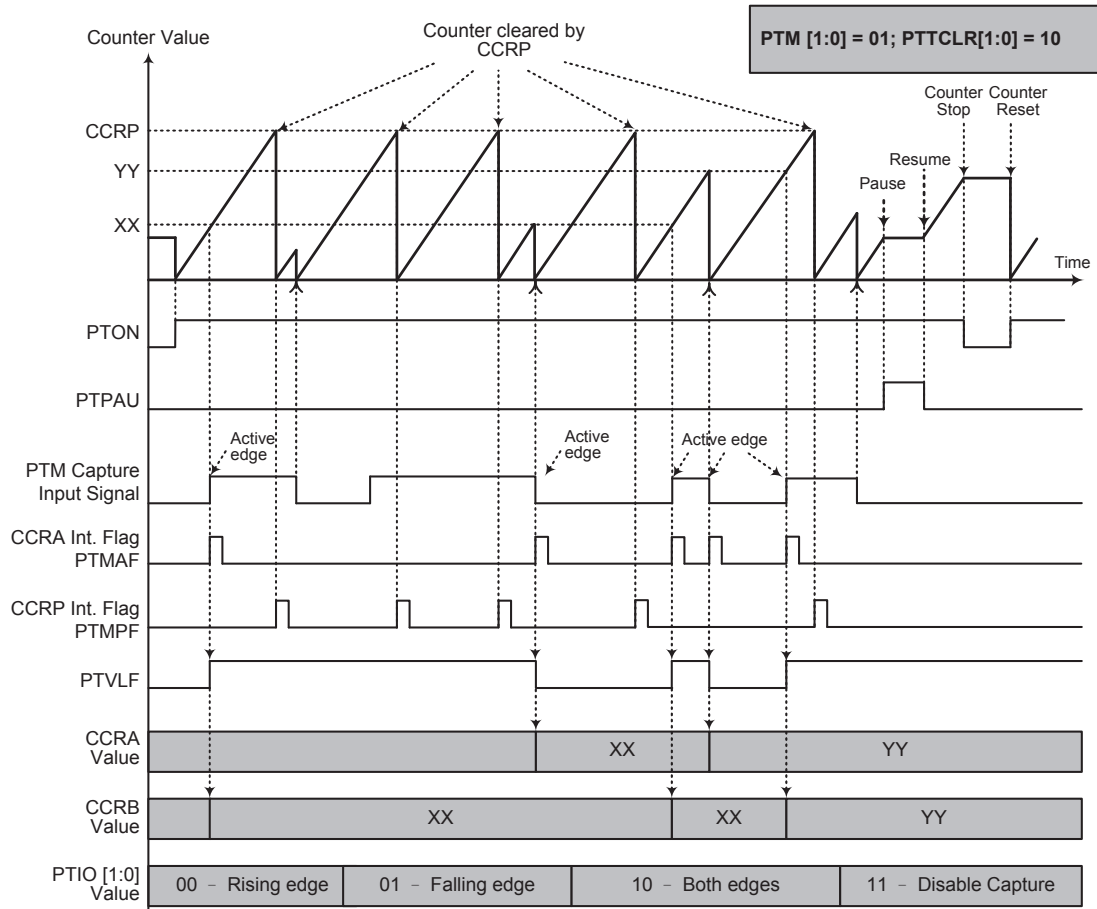 Counter Value
Counter cleared by
CCRP
PTM [1:0] = 01; PTTCLR[1:0] = 10
Counter
Stop
Counter
Reset
CCRP
YY
XX
Pause
Resume
Time
PTON
PTPAU
PTM Capture
Input Signal
Active
edge
Active
edge
Active edge
CCRA Int. Flag
PTMAF
CCRP Int. Flag
PTMPF
PTVLF
CCRA
Value
XX
YY
CCRB
Value
XX
XX
YY
PTIO [1:0]
Value
00 – Rising edge
01 – Falling edge
10 – Both edges
11 – Disable Capture